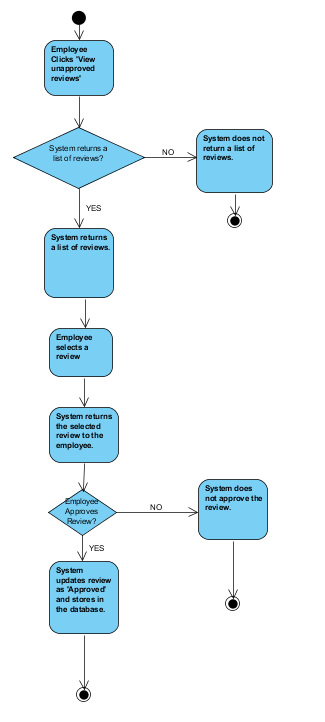 Employee
Clicks 'View
unapproved
reviews'
System returns a
list of reviews?
NO
System does not
return a list of
reviews.
YES
System returns
a list of reviews.
Employee
selects a
review
System returns
the selected
review to the
employee.
Employee
Approves
Review?
NO
System does
not approve the
review.
YES
System
updates review
as 'Approved'
and stores in
the database.